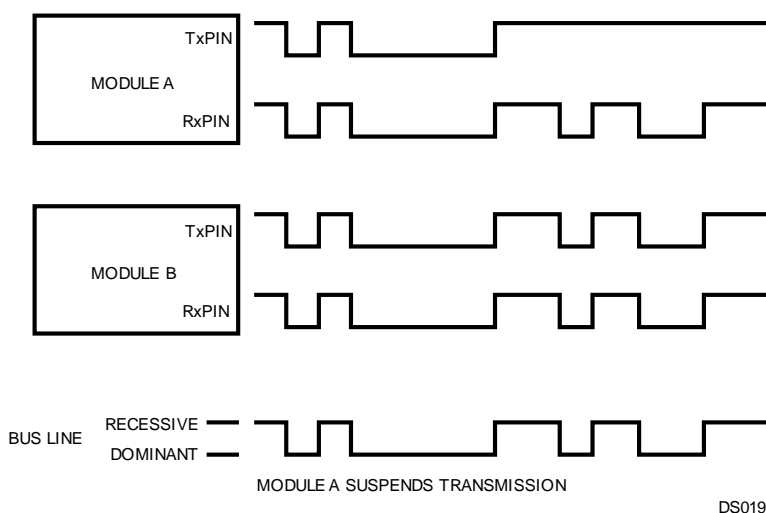 TxPIN
MODULE A
RxPIN
TxPIN
MODULE B
RxPIN
RECESSIVE
BUS LINE
DOMINANT
MODULE A SUSPENDS TRANSMISSION
DS019